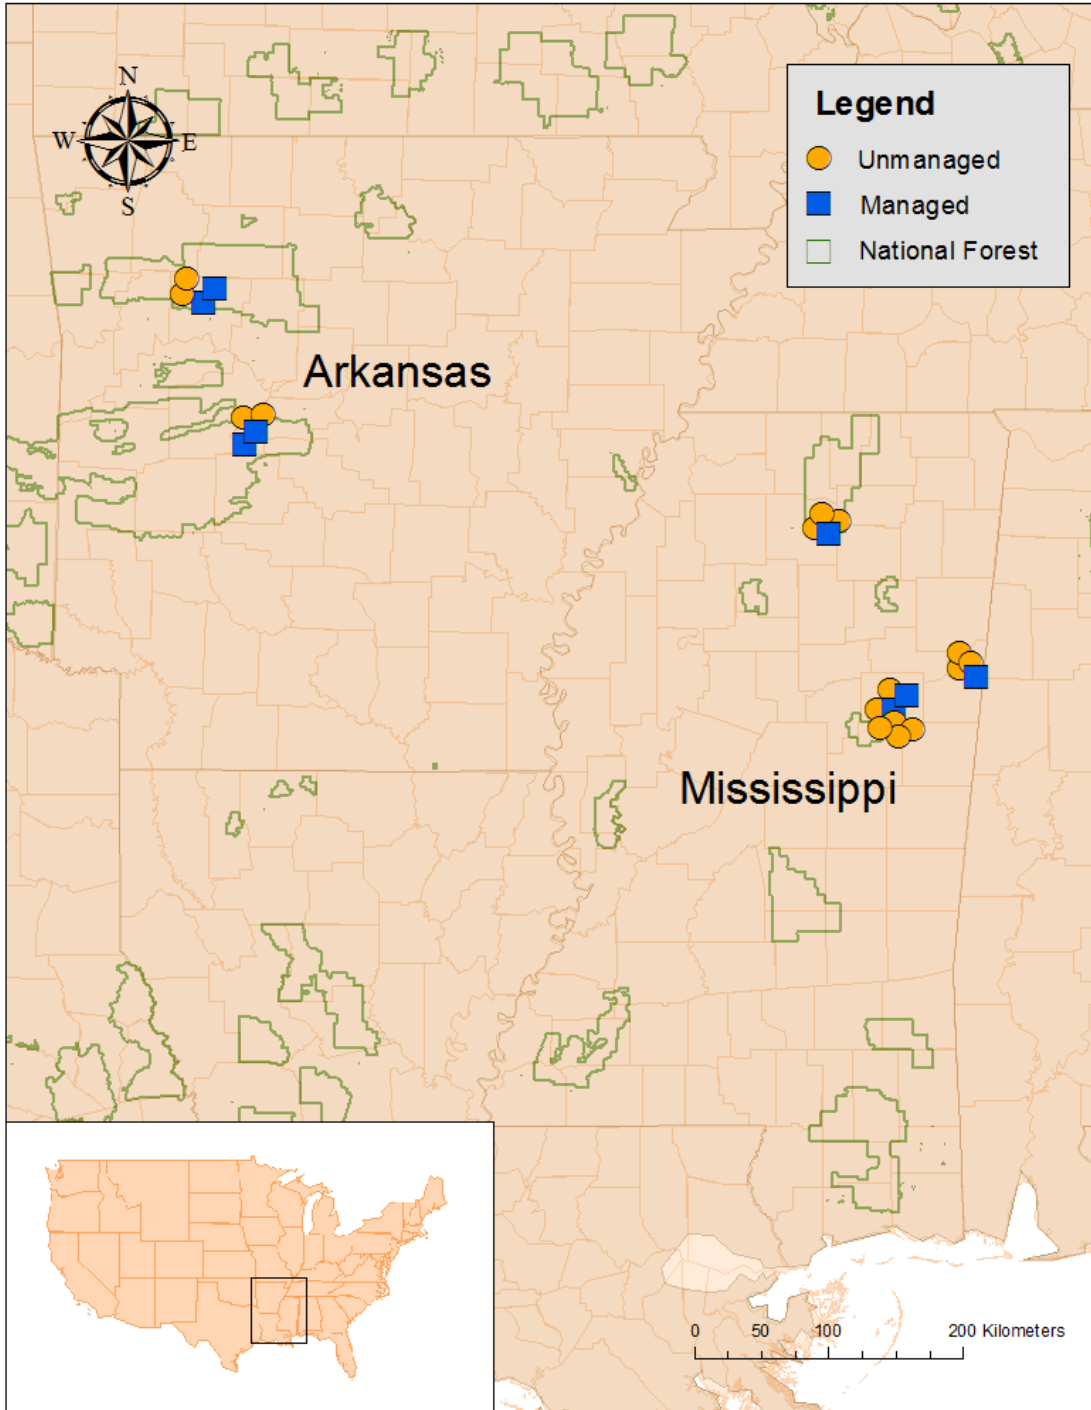 N
W E
S
Legend
Unmanaged
Managed
National Forest
Arkansas
Mississippi
0 50 100 200 Kilometers